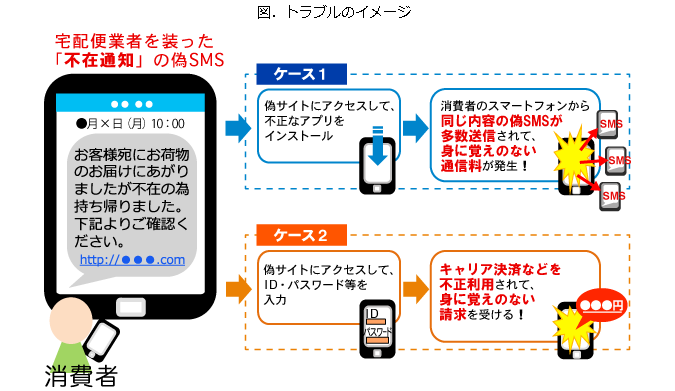 図．トラブルのイメージ
宅配便業者を装った
「不在通知」の偽SMS
●● ●●
●月×日(月) 10：00
お客様宛にお荷物
のお届けにあがり
ましたが不在の為
持ち帰りました。
下記よりご確認く
ださい。
http://●●●.com
消費者
ケース1
偽サイトにアクセスして、
不正なアプリを
インストール
消費者のスマートフォンから
同じ内容の偽SMSが
多数送信されて、
身に覚えのない
通信料が発生！
SMS
SMS
SMS
ケース2
偽サイトにアクセスして、
ID・パスワード等を
入力
ID
パスワード
キャリア決済などを
不正利用されて、
身に覚えのない
請求を受ける！
●●●円